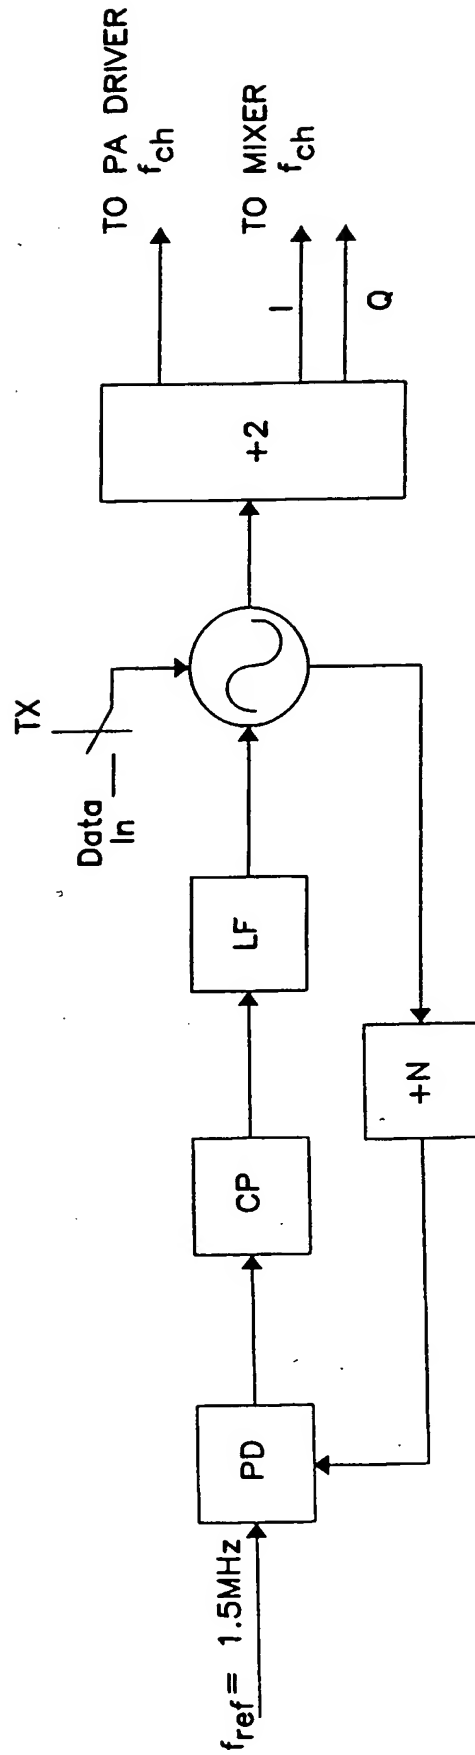 f_ref = 1.5MHz
PD
CP
LF
+N
Data
In
TX
+2
TO PA DRIVER
f_ch
TO MIXER
f_ch
I
Q